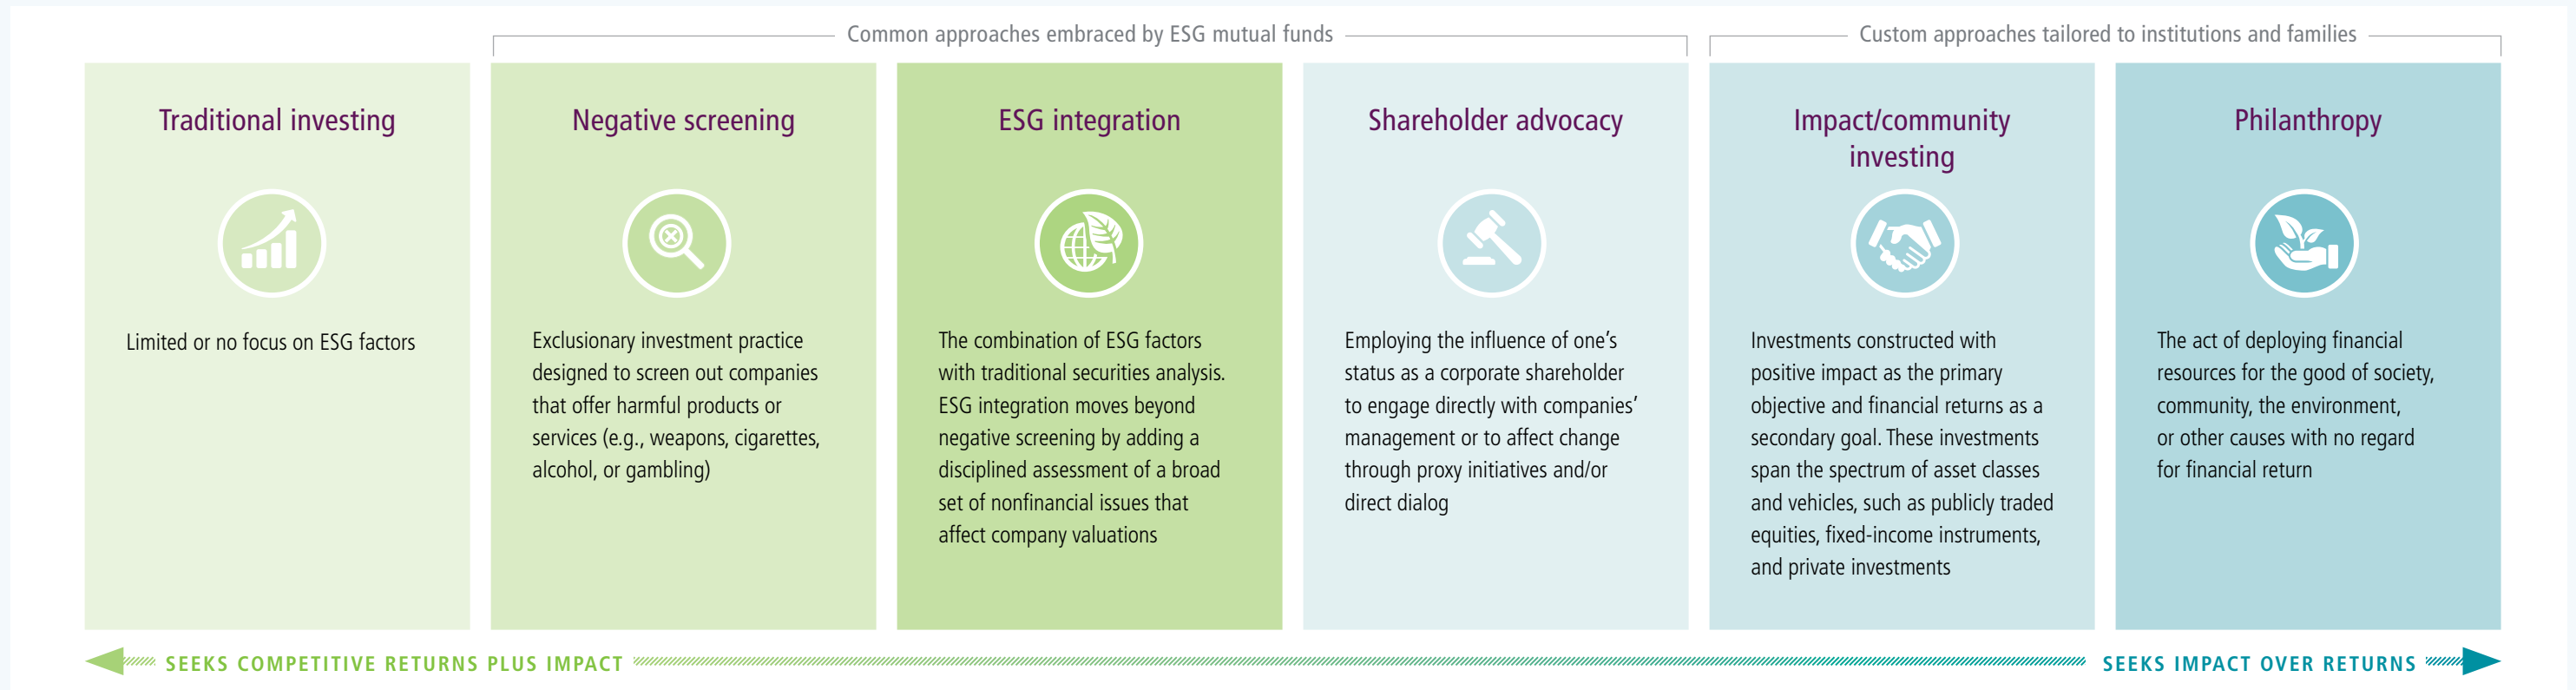 Common approaches embraced by ESG mutual funds
Custom approaches tailored to institutions and families
Traditional investing
Limited or no focus on ESG factors
Negative screening
Exclusionary investment practice
designed to screen out companies
that offer harmful products or
services (e.g., weapons, cigarettes,
alcohol, or gambling)
ESG integration
The combination of ESG factors
with traditional securities analysis.
ESG integration moves beyond
negative screening by adding a
disciplined assessment of a broad
set of nonfinancial issues that
affect company valuations
Shareholder advocacy
Employing the influence of one’s
status as a corporate shareholder
to engage directly with companies’
management or to affect change
through proxy initiatives and/or
direct dialog
Impact/community
investing
Investments constructed with
positive impact as the primary
objective and financial returns as a
secondary goal. These investments
span the spectrum of asset classes
and vehicles, such as publicly traded
equities, fixed-income instruments,
and private investments
Philanthropy
The act of deploying financial
resources for the good of society,
community, the environment,
or other causes with no regard
for financial return
SEEKS COMPETITIVE RETURNS PLUS IMPACT
SEEKS IMPACT OVER RETURNS